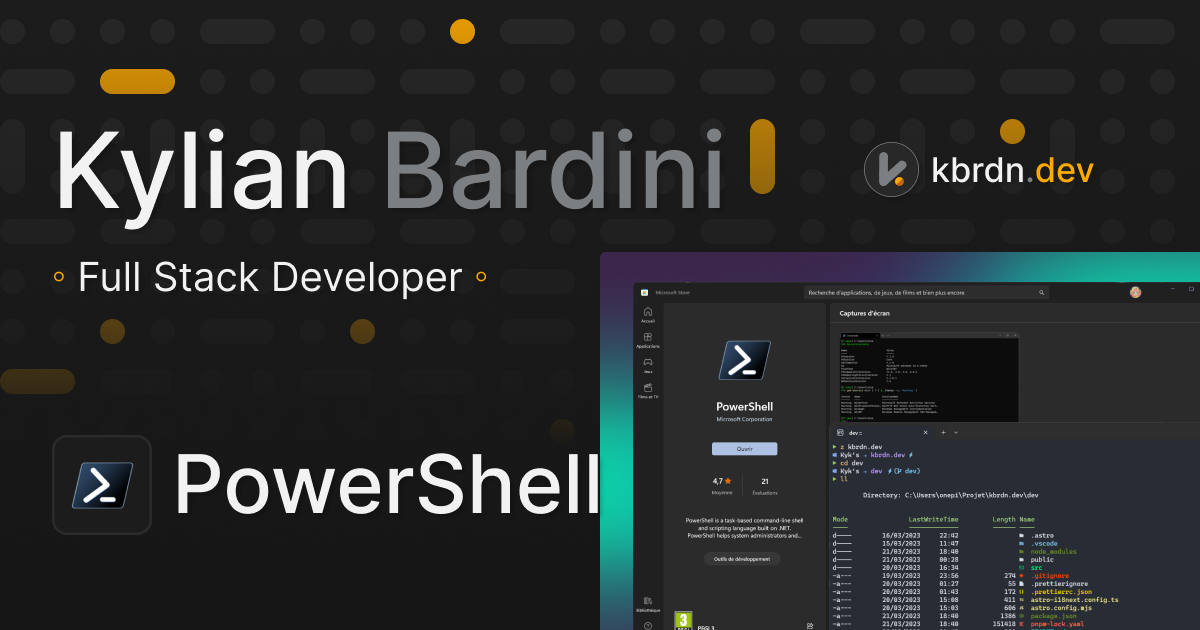 Kylian Bardini
kbrdn.dev
Full Stack Developer
PowerShell
Microsoft Store
Recherche d'applications, de jeux, de films et bien plus encore
Accueil
Applications
Jeux
Films et TV
Bibliothèque
PowerShell
Microsoft Corporation
Ouvrir
4,7
21
Moyenne
Évaluations
PowerShell is a task-based command-line shell
and scripting language built on .NET.
PowerShell helps system administrators and...
Outils de développement
3
PEGI 3
Captures d'écran
dev
z kbrdn.dev
Kyk's → kbrdn.dev
cd dev
Kyk's → dev ( dev)
ll
Directory: C:\Users\onepi\Projet\kbrdn.dev\dev
Mode LastWriteTime Length Name
d---- 16/03/2023 22:42 .astro
d---- 15/03/2023 11:47 .vscode
d---- 21/03/2023 18:40 node_modules
d---- 21/03/2023 00:28 public
d---- 20/03/2023 16:34 src
-a--- 19/03/2023 23:56 274 .gitignore
-a--- 20/03/2023 01:27 55 .prettierignore
-a--- 20/03/2023 01:43 172 .prettierrc.json
-a--- 20/03/2023 15:08 411 astro-i18next.config.ts
-a--- 20/03/2023 15:03 606 astro.config.mjs
-a--- 21/03/2023 18:40 1386 package.json
-a--- 21/03/2023 18:40 151418 pnpm-lock.yaml